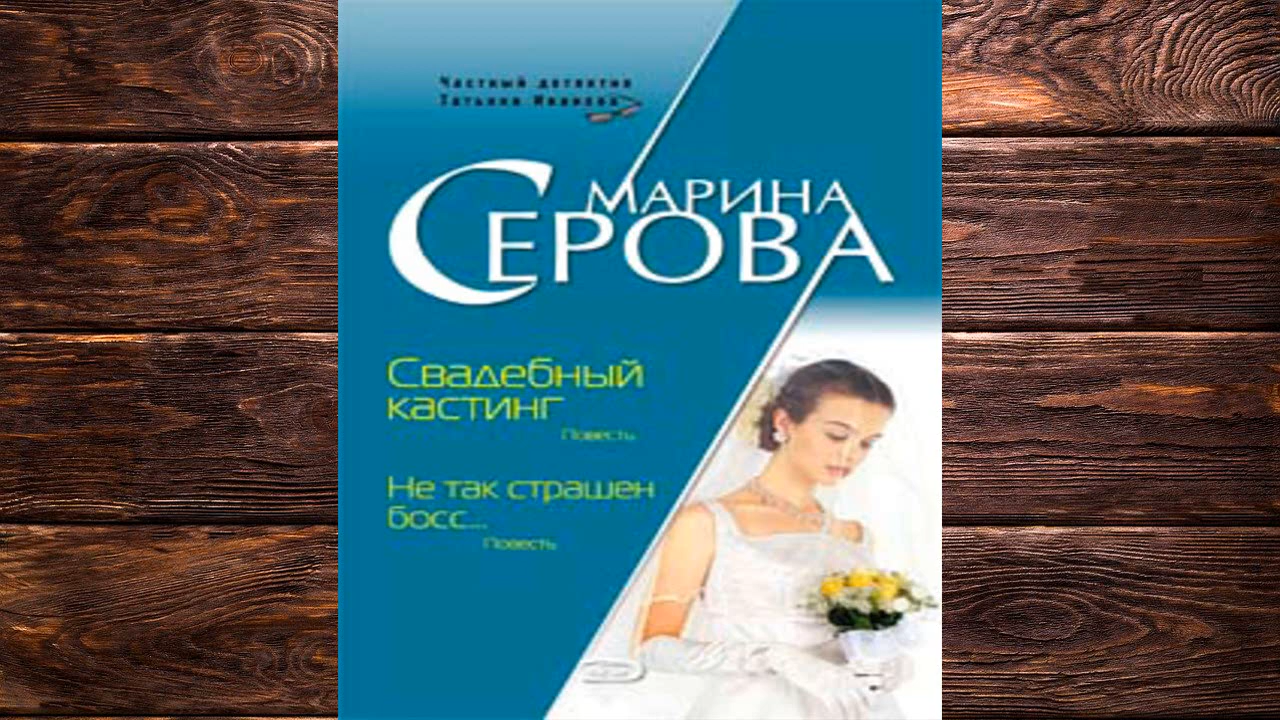 Частный детектив
Татьяна Иванова
МАРИНА
СЕРОВА
Свадебный
кастинг
Повесть
Не так страшен
босс...
Повесть